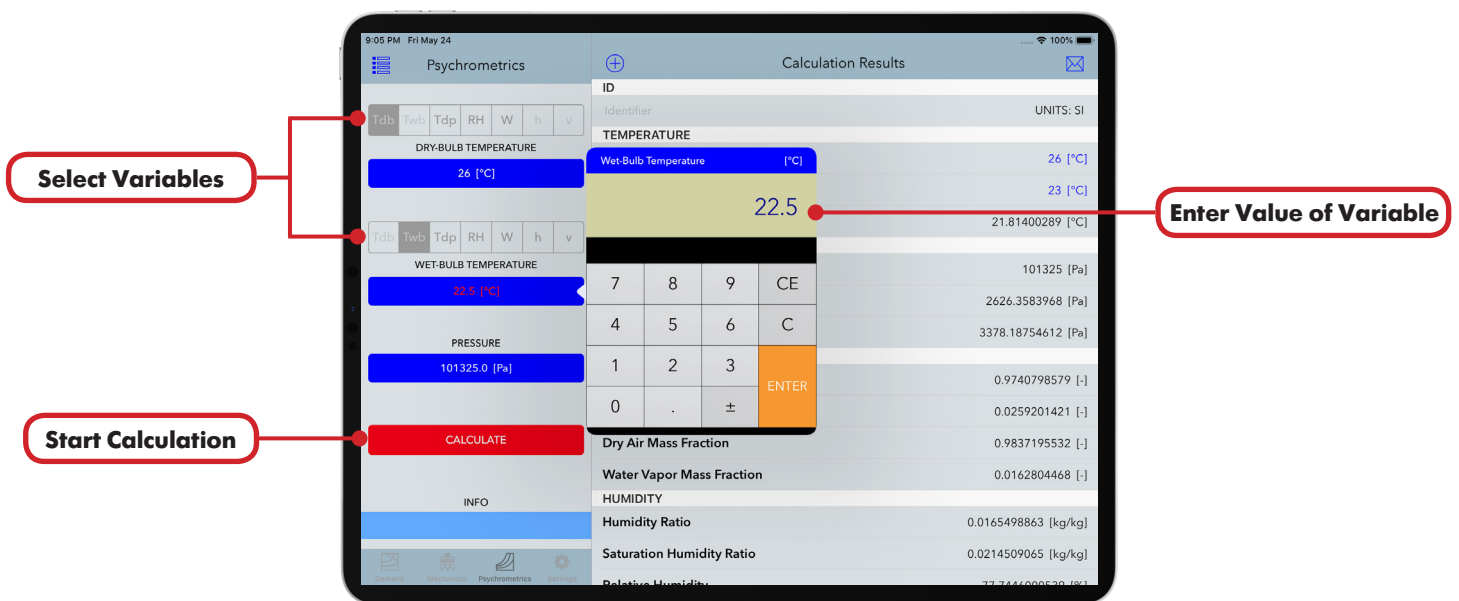 9:05 PM Fri May 24
100%
Psychrometrics
Calculation Results
ID
Identifier
UNITS: SI
TEMPERATURE
Tdb Twb Tdp RH W h v
DRY-BULB TEMPERATURE
26 [°C]
Tdb Twb Tdp RH W h v
WET-BULB TEMPERATURE
22.5 [°C]
PRESSURE
101325.0 [Pa]
CALCULATE
INFO
Demand Mechanical Psychrometrics Settings
Wet-Bulb Temperature [°C]
22.5
7 8 9 CE
4 5 6 C
1 2 3
ENTER
0 . ±
26 [°C]
23 [°C]
21.81400289 [°C]
101325 [Pa]
2626.3583968 [Pa]
3378.18754612 [Pa]
0.9740798579 [-]
0.0259201421 [-]
Dry Air Mass Fraction 0.9837195532 [-]
Water Vapor Mass Fraction 0.0162804468 [-]
HUMIDITY
Humidity Ratio 0.0165498863 [kg/kg]
Saturation Humidity Ratio 0.0214509065 [kg/kg]
Relative Humidity
Select Variables
Enter Value of Variable
Start Calculation